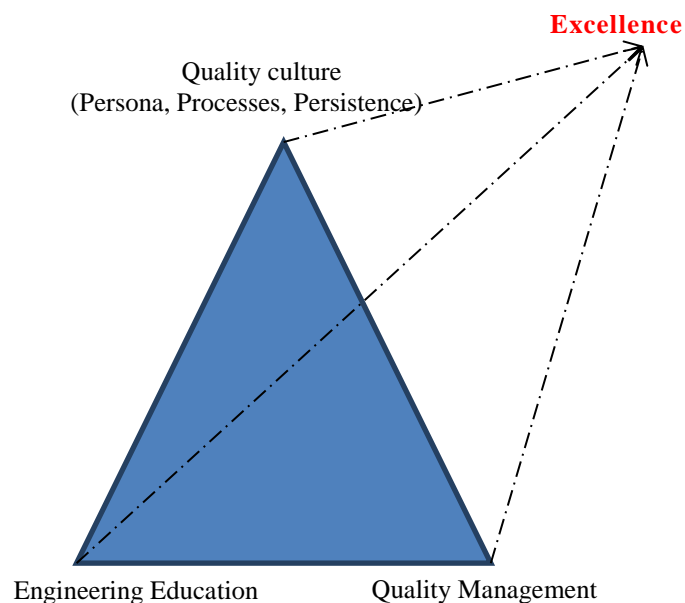 Excellence
Quality culture
(Persona, Processes, Persistence)
Engineering Education
Quality Management